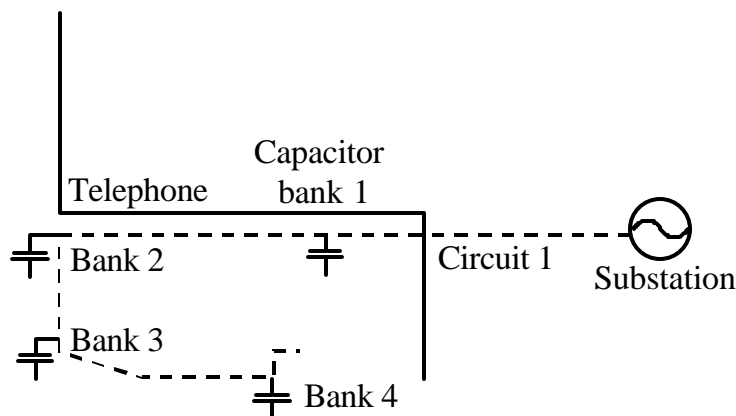 Capacitor
bank 1
Telephone
Bank 2
Circuit 1
Substation
Bank 3
Bank 4